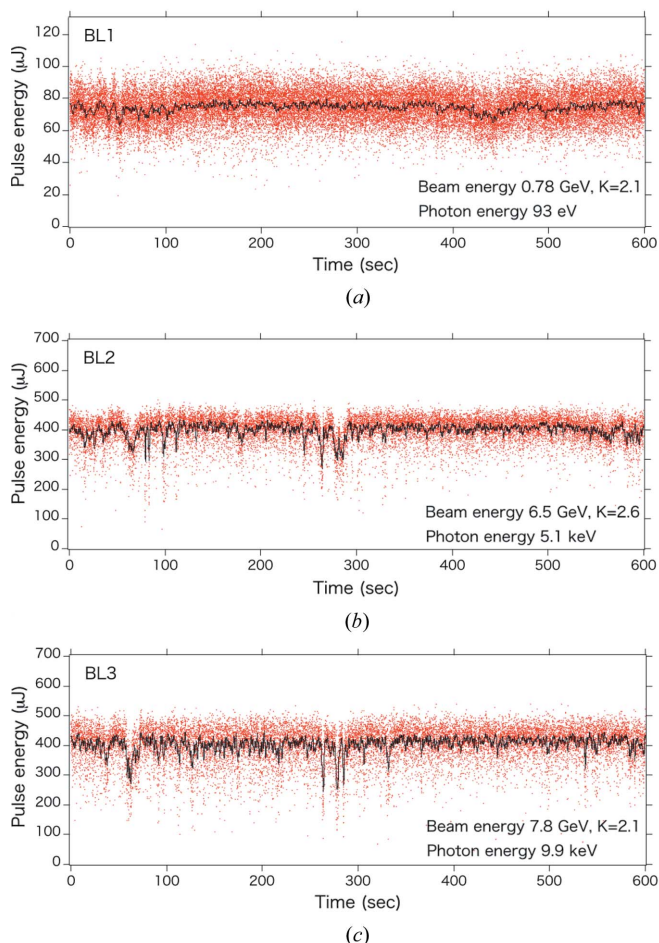 BL1
Pulse energy (μJ)
120
100
80
60
40
20
0
Beam energy 0.78 GeV, K=2.1
Photon energy 93 eV
0 100 200 300 400 500 600
Time (sec)
(a)
BL2
Pulse energy (μJ)
700
600
500
400
300
200
100
0
Beam energy 6.5 GeV, K=2.6
Photon energy 5.1 keV
0 100 200 300 400 500 600
Time (sec)
(b)
BL3
Pulse energy (μJ)
700
600
500
400
300
200
100
0
Beam energy 7.8 GeV, K=2.1
Photon energy 9.9 keV
0 100 200 300 400 500 600
Time (sec)
(c)